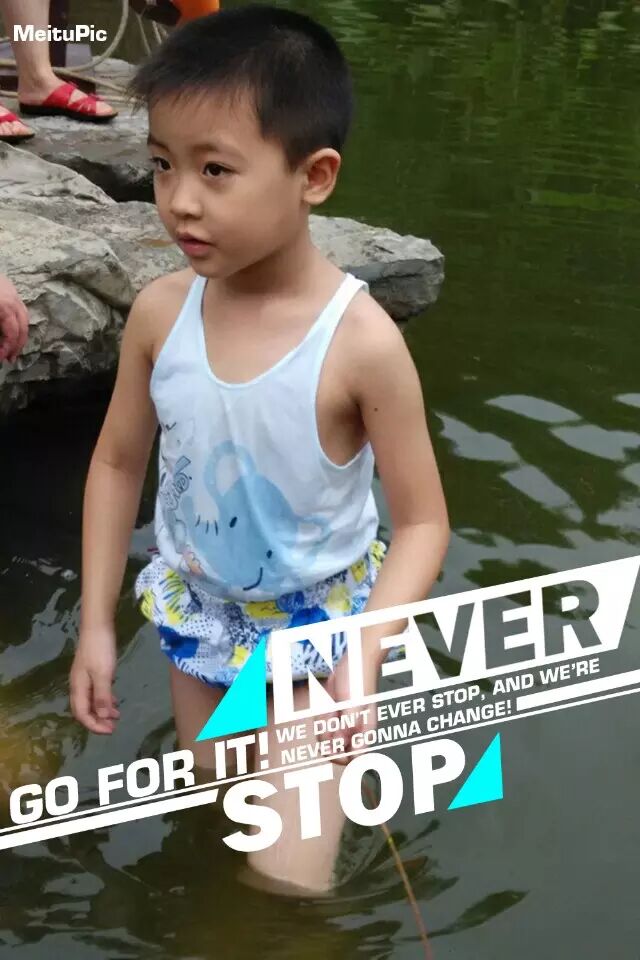 MeituPic
NEVER
WE DON'T EVER STOP, AND WE'RE
GO FOR IT! NEVER GONNA CHANGE!
STOP